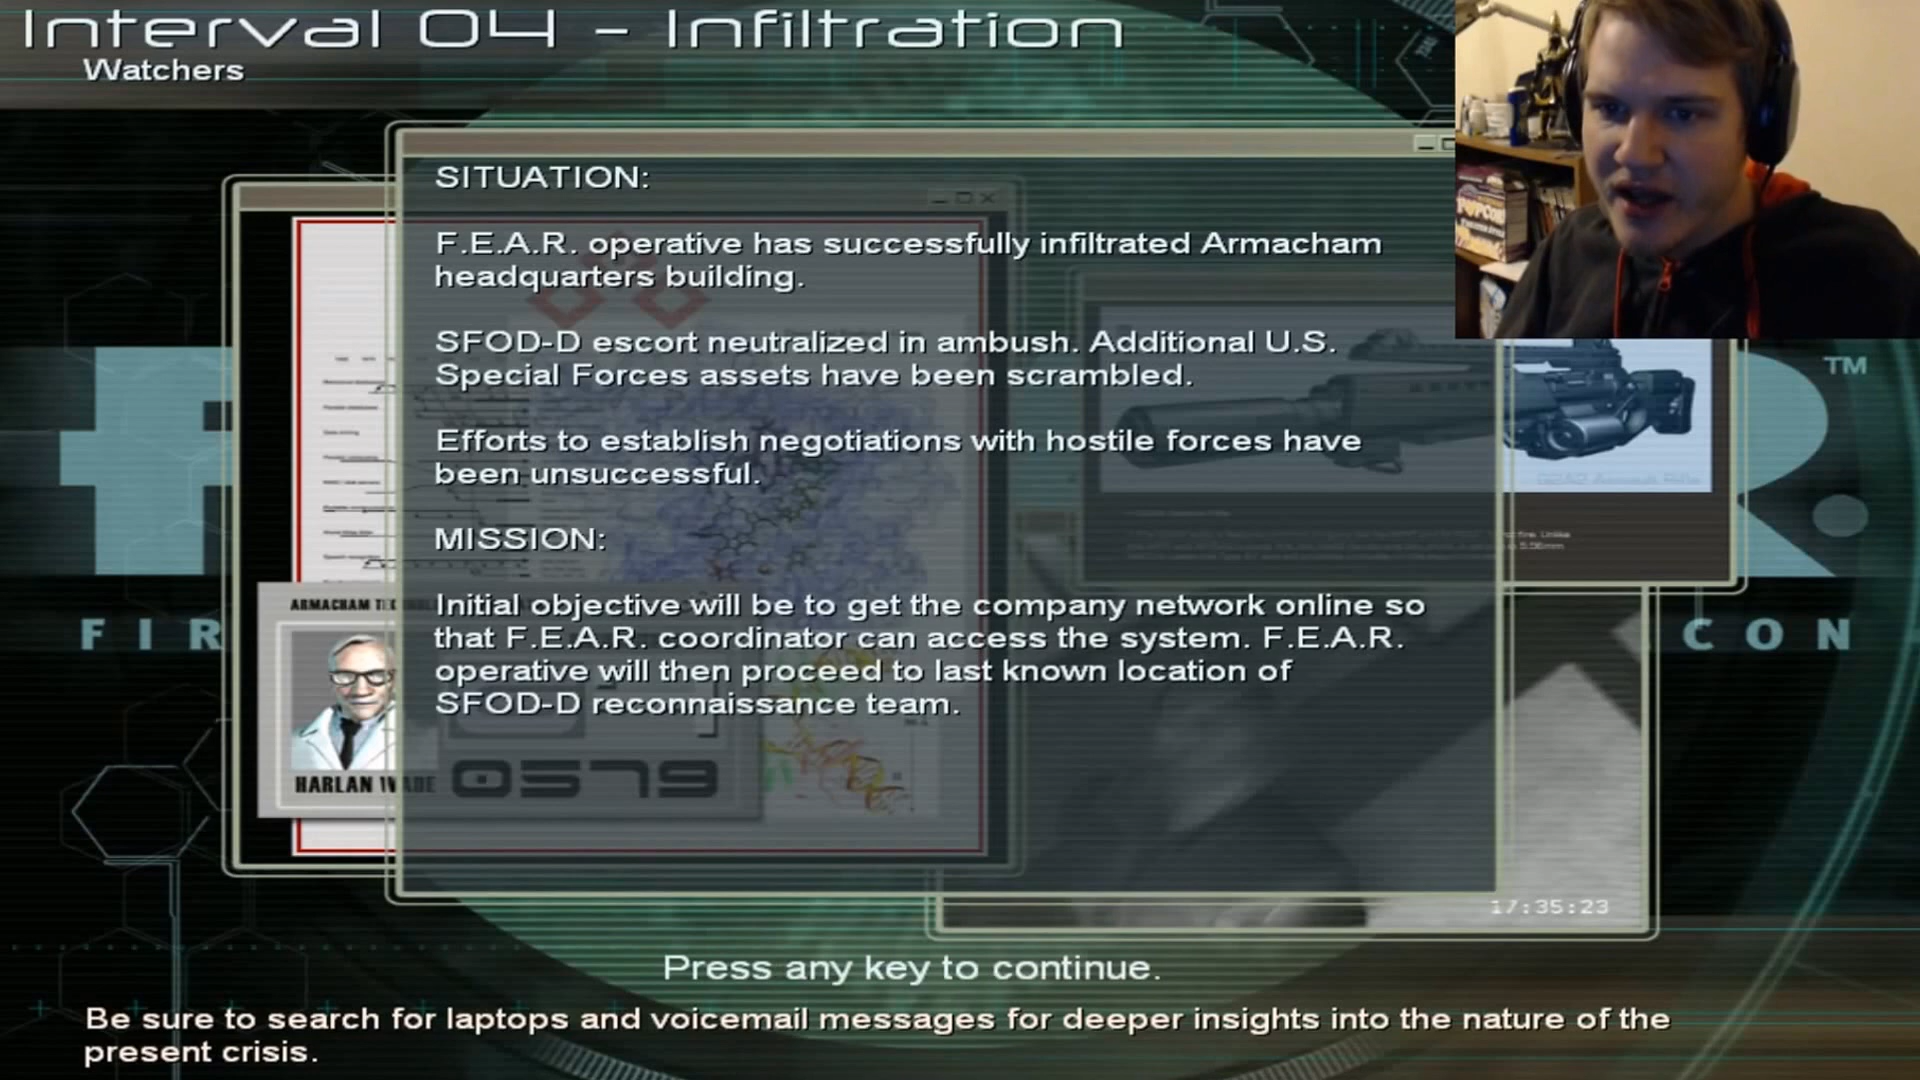 Interval 04 - Infiltration
Watchers
SITUATION:
F.E.A.R. operative has successfully infiltrated Armacham
headquarters building.
SFOD-D escort neutralized in ambush. Additional U.S.
Special Forces assets have been scrambled.
Efforts to establish negotiations with hostile forces have
been unsuccessful.
MISSION:
Initial objective will be to get the company network online so
that F.E.A.R. coordinator can access the system. F.E.A.R.
operative will then proceed to last known location of
SFOD-D reconnaissance team.
ARMACHAM
HARLAN WADE
0579
TM
FIR
CON
POPCORN
17:35:23
Press any key to continue.
Be sure to search for laptops and voicemail messages for deeper insights into the nature of the
present crisis.